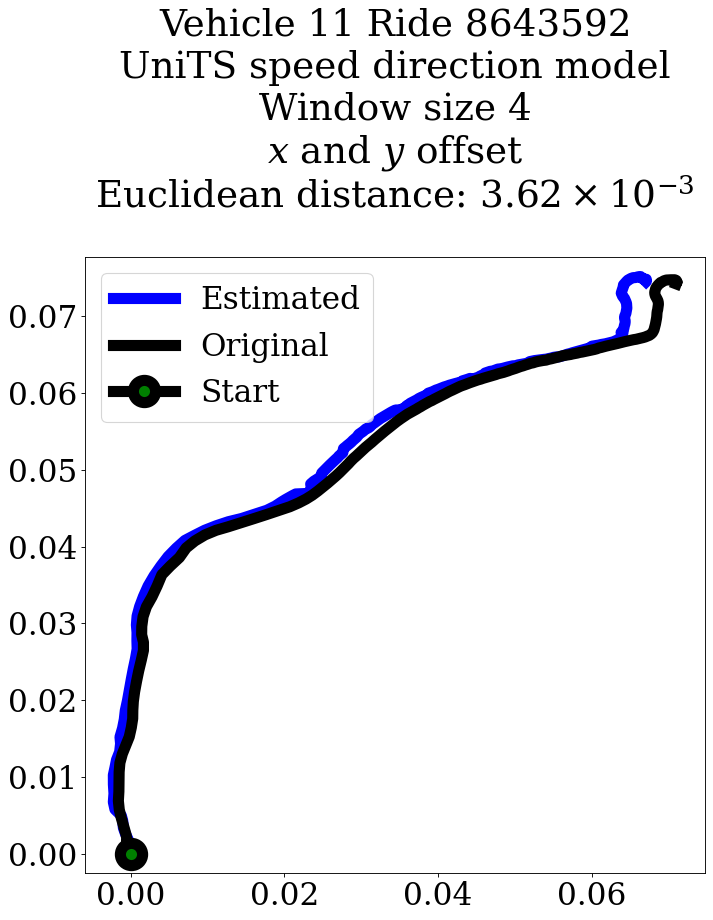 Vehicle 11 Ride 8643592
UniTS speed direction model
Window size 4
x and y offset
Euclidean distance: 3.62 × 10⁻³
Estimated
Original
Start
0.07
0.06
0.05
0.04
0.03
0.02
0.01
0.00
0.00 0.02 0.04 0.06